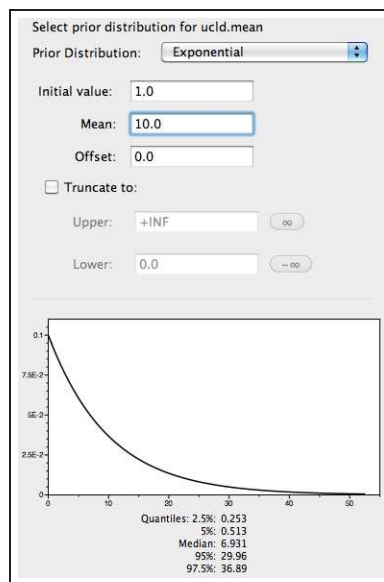 Select prior distribution for ucld.mean
Prior Distribution: Exponential
Initial value: 1.0
Mean: 10.0
Offset: 0.0
Truncate to:
Upper: +INF ∞
Lower: 0.0 -∞
0.1
7.5E-2
5E-2
2.5E-2
0
0 10 20 30 40 50
Quantiles: 2.5%: 0.253
5%: 0.513
Median: 6.931
95%: 29.96
97.5%: 36.89